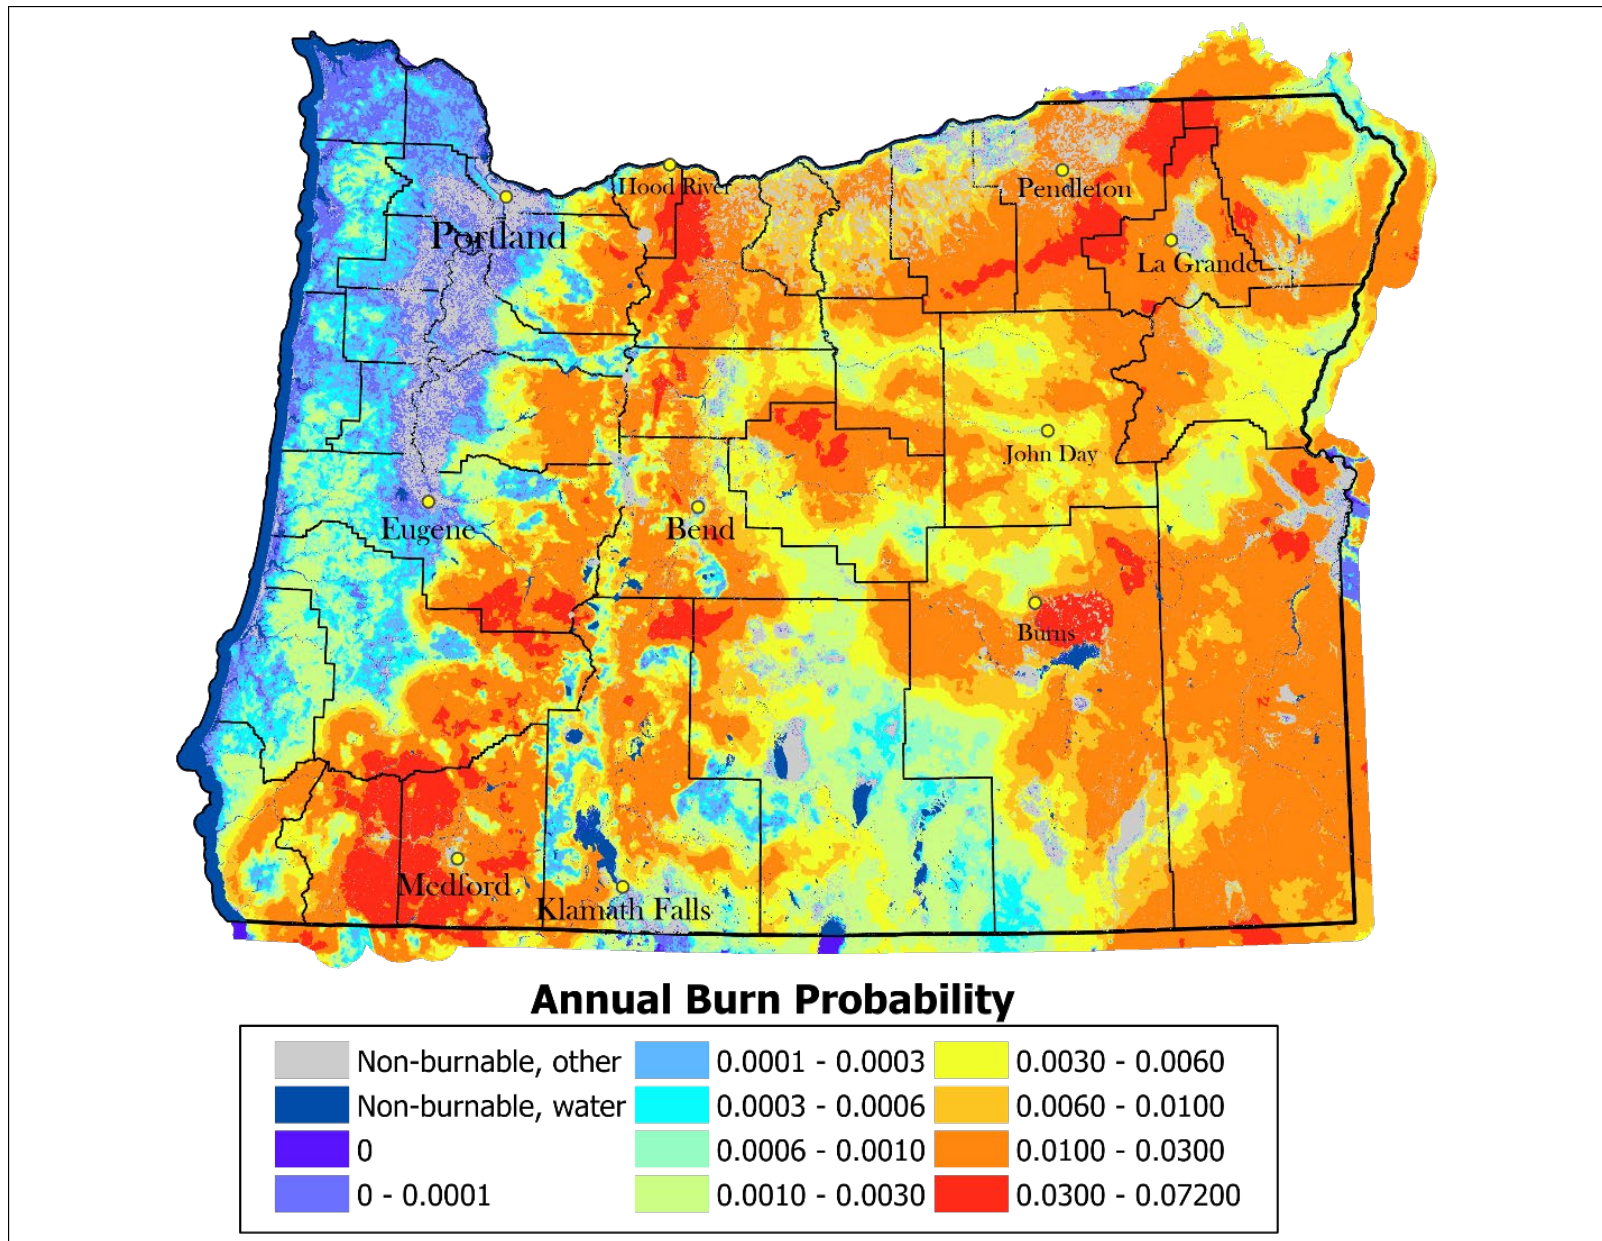 Hood River
Pendleton
Portland
La Grande
John Day
Eugene
Bend
Burns
Medford
Klamath Falls
Annual Burn Probability
Non-burnable, other
Non-burnable, water
0
0 - 0.0001
0.0001 - 0.0003
0.0003 - 0.0006
0.0006 - 0.0010
0.0010 - 0.0030
0.0030 - 0.0060
0.0060 - 0.0100
0.0100 - 0.0300
0.0300 - 0.07200